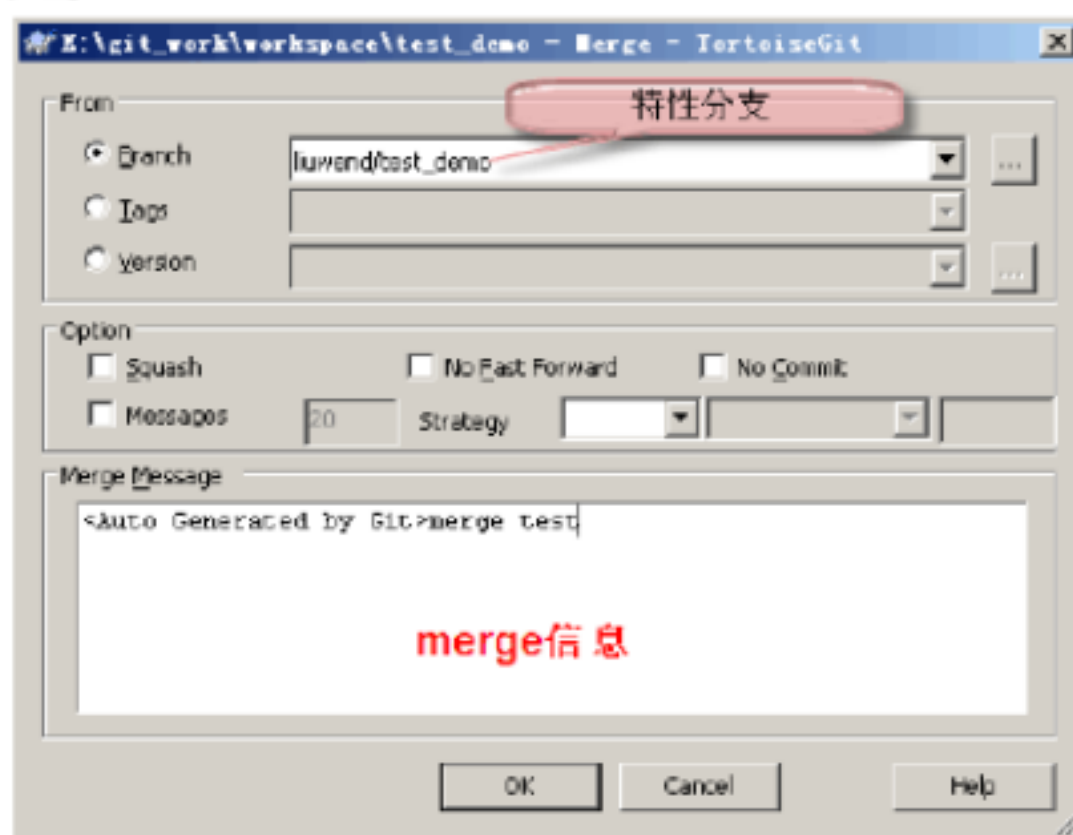 E:\git_work\workspace\test_demo - Merge - TortoiseGit
From
特性分支
Branch
liuwend/test_demo
...
Tags
Version
...
Option
Squash
No Fast Forward
No Commit
Messages
20
Strategy
Merge Message
<Auto Generated by Git>merge test
merge信息
OK
Cancel
Help